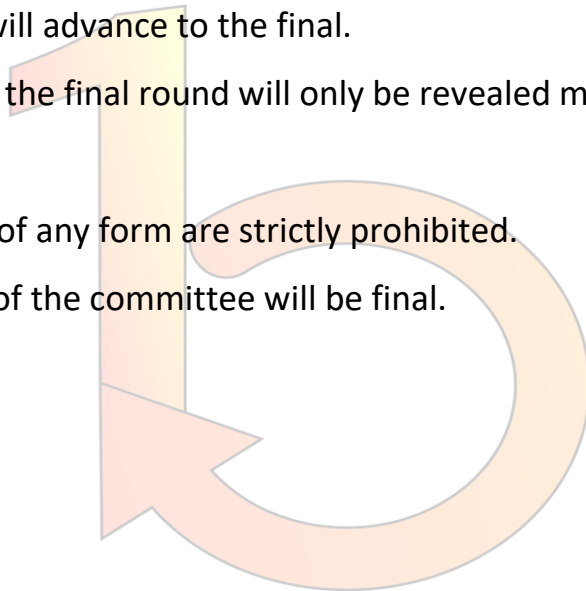 will advance to the final.
the final round will only be revealed m
of any form are strictly prohibited.
of the committee will be final.